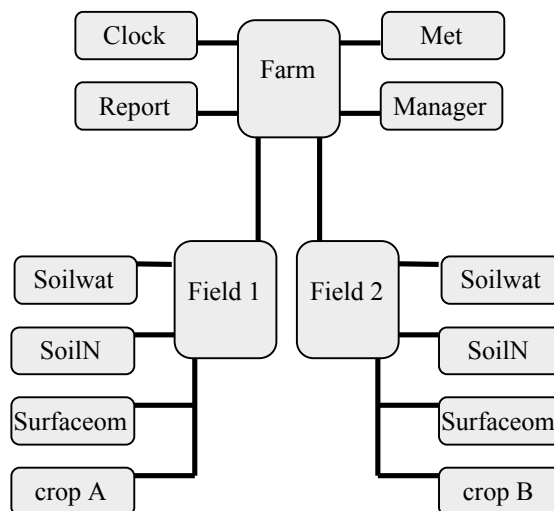 Clock
Met
Farm
Report
Manager
Field 1
Field 2
Soilwat
Soilwat
SoilN
SoilN
Surfaceom
Surfaceom
crop A
crop B